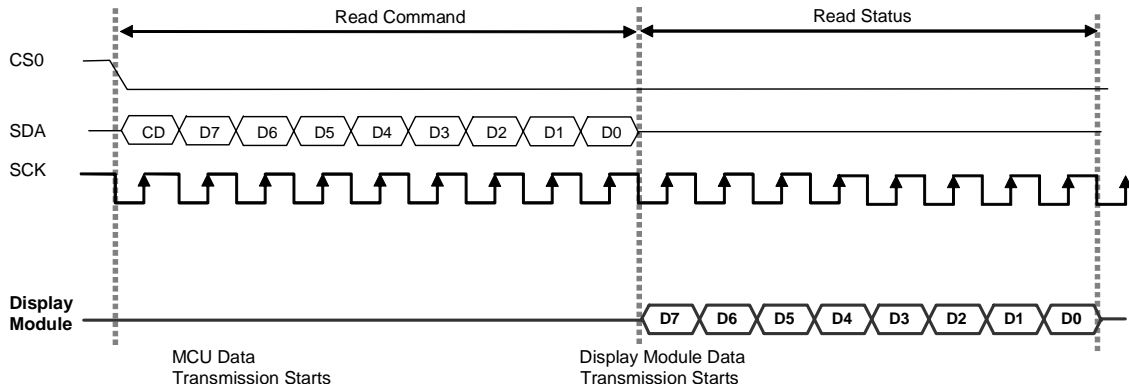 Read Command
Read Status
CS0
SDA
CD D7 D6 D5 D4 D3 D2 D1 D0
SCK
Display
Module
D7 D6 D5 D4 D3 D2 D1 D0
MCU Data
Transmission Starts
Display Module Data
Transmission Starts